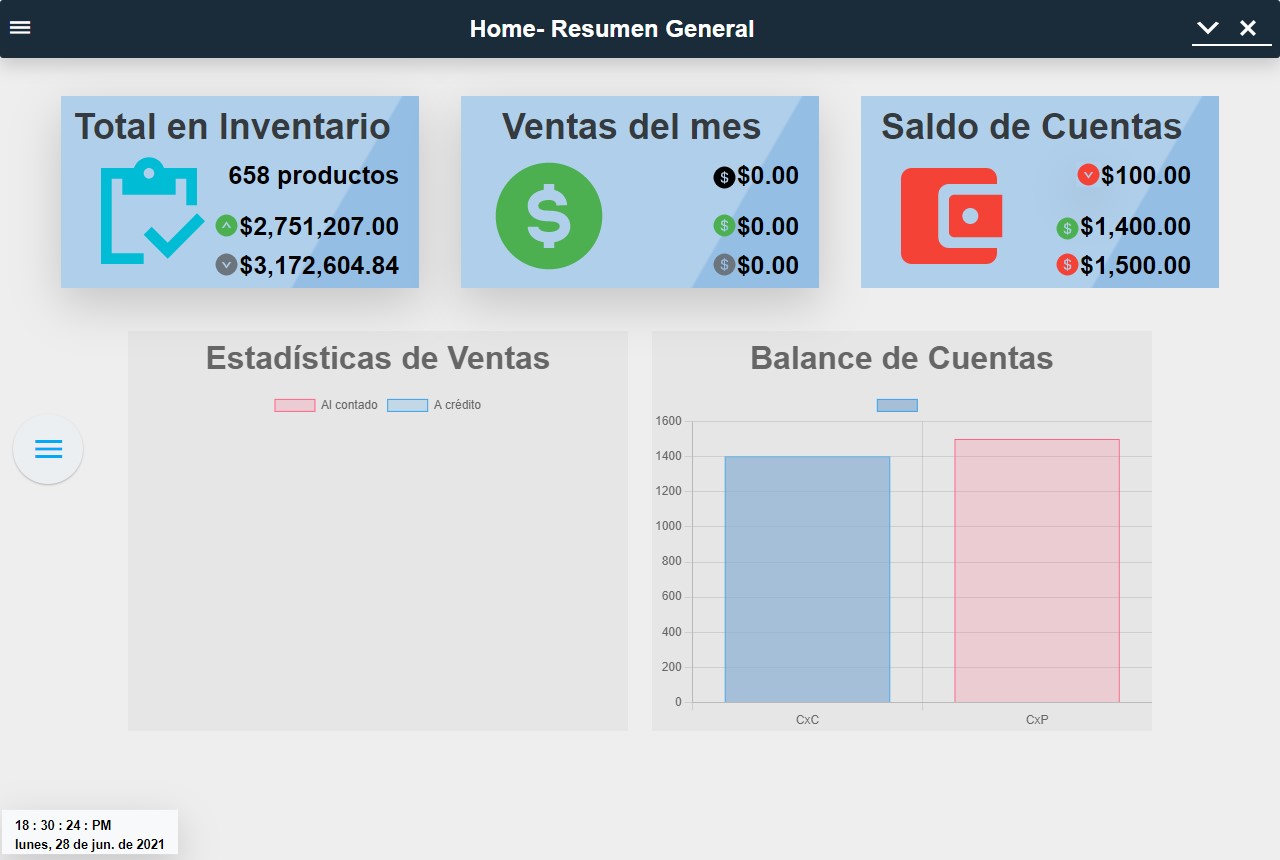 Home- Resumen General
Total en Inventario
658 productos
$2,751,207.00
$3,172,604.84
Ventas del mes
$
$ $0.00
$ $0.00
$ $0.00
Saldo de Cuentas
$100.00
$ $1,400.00
$ $1,500.00
Estadísticas de Ventas
Al contado A crédito
Balance de Cuentas
1600
1400
1200
1000
800
600
400
200
0
CxC CxP
18 : 30 : 24 : PM
lunes, 28 de jun. de 2021